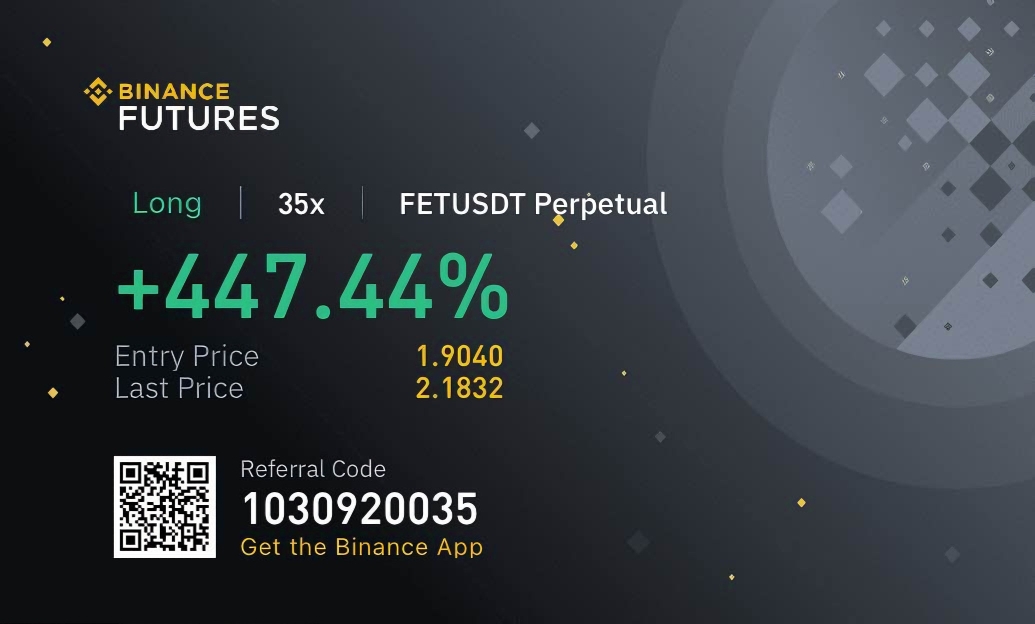 BINANCE
FUTURES
Long | 35x | FETUSDT Perpetual
+447.44%
Entry Price 1.9040
Last Price 2.1832
Referral Code
1030920035
Get the Binance App